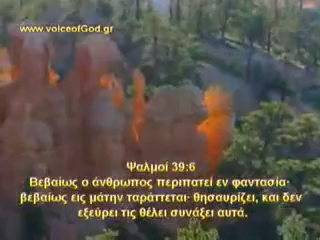 www.voiceofGod.gr
Ψαλμοί 39:6
Βεβαίως ο άνθρωπος περιπατεί εν φαντασία·
βεβαίως εις μάτην ταράττεται· θησαυρίζει, και δεν
εξεύρει τις θέλει συνάξει αυτά.